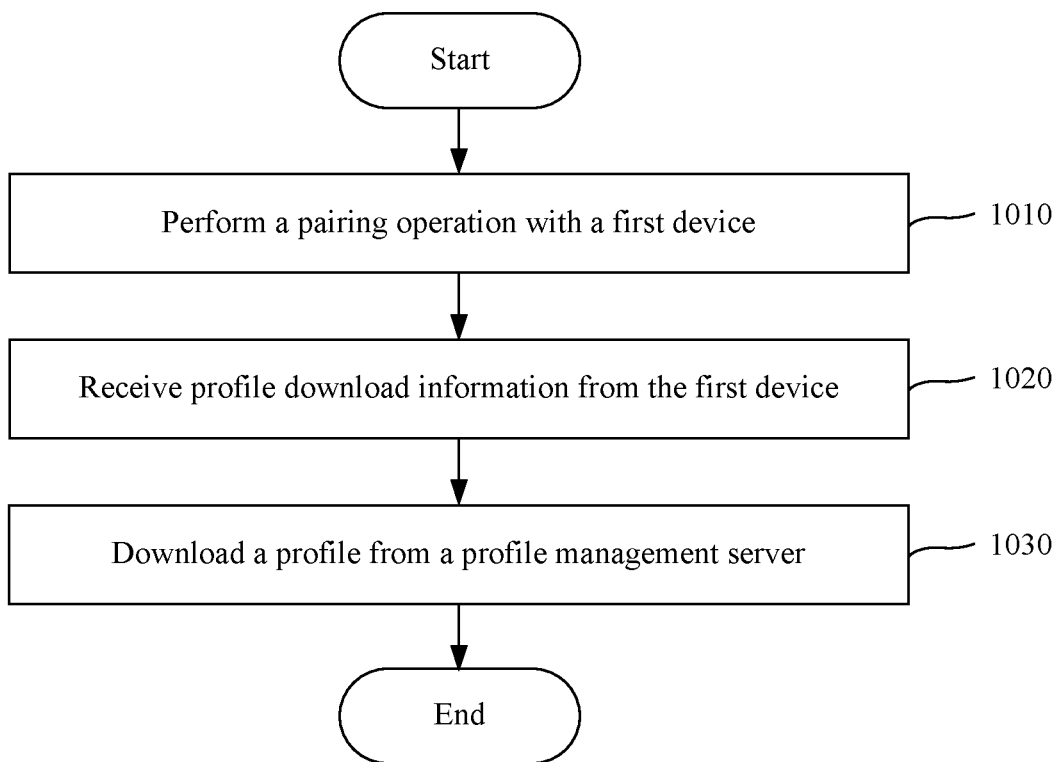 Start
Perform a pairing operation with a first device
1010
Receive profile download information from the first device
1020
Download a profile from a profile management server
1030
End